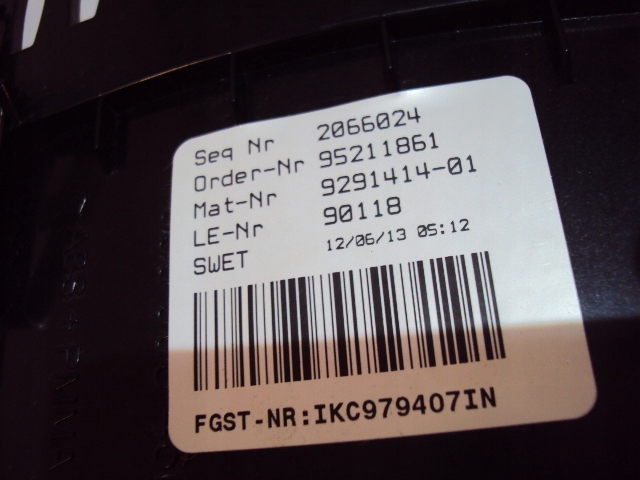 Seq Nr 2066024
Order-Nr 95211861
Mat-Nr 9291414-01
LE-Nr 90118
SWET 12/06/13 05:12
FGST-NR:IKC979407IN